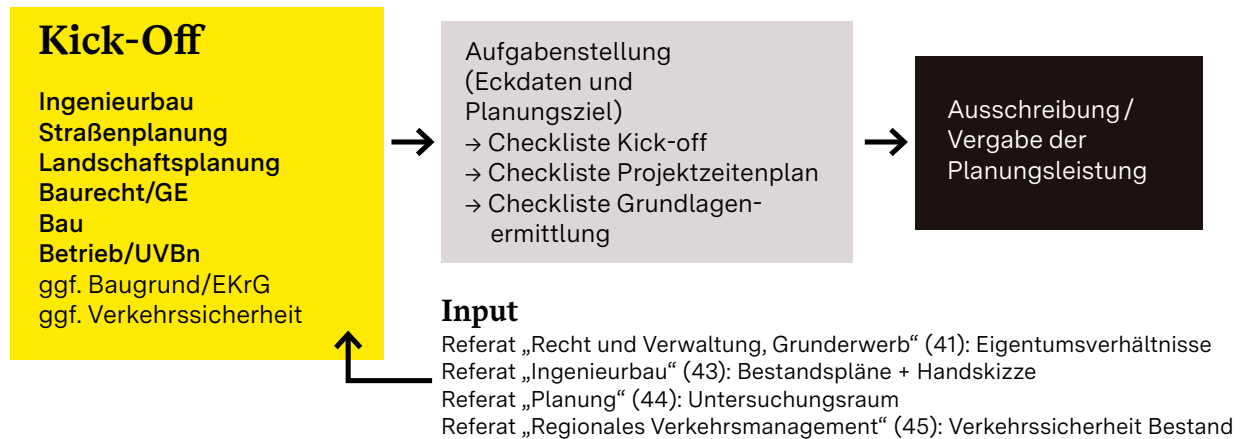 Kick-Off
Ingenieurbau
Straßenplanung
Landschaftsplanung
Baurecht/GE
Bau
Betrieb/UVBn
ggf. Baugrund/EKrG
ggf. Verkehrssicherheit
Aufgabenstellung
(Eckdaten und
Planungsziel)
→ Checkliste Kick-off
→ Checkliste Projektzeitenplan
→ Checkliste Grundlagen-
ermittlung
Ausschreibung/
Vergabe der
Planungsleistung
Input
Referat „Recht und Verwaltung, Grunderwerb“ (41): Eigentumsverhältnisse
Referat „Ingenieurbau“ (43): Bestandspläne + Handskizze
Referat „Planung“ (44): Untersuchungsraum
Referat „Regionales Verkehrsmanagement“ (45): Verkehrssicherheit Bestand